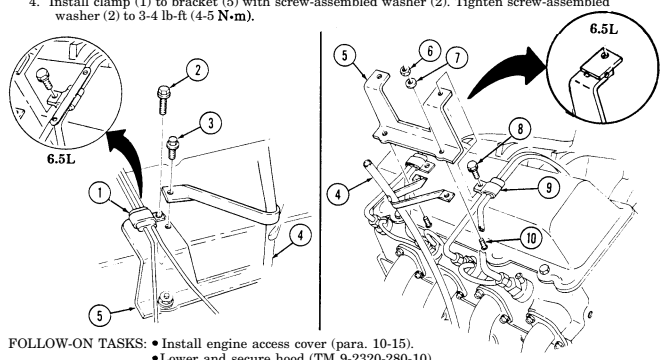 4. Install clamp (1) to bracket (5) with screw-assembled washer (2). Tighten screw-assembled
washer (2) to 3-4 lb-ft (4-5 N•m).
6.5L
2
3
1
4
5
6.5L
6
5
7
8
4
9
10
FOLLOW-ON TASKS: • Install engine access cover (para. 10-15).
•Lower and secure hood (TM 9-2320-280-10)